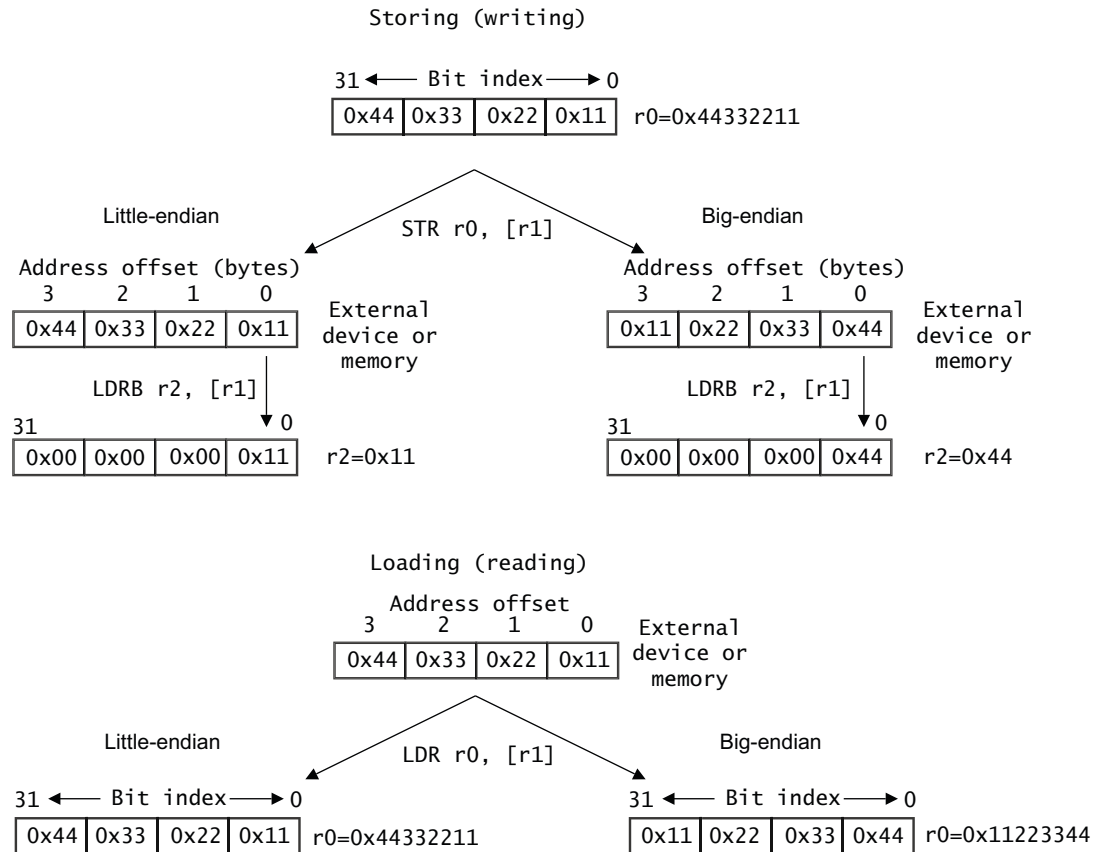 Storing (writing)
31 Bit index 0
0x44 0x33 0x22 0x11 r0=0x44332211
STR r0, [r1]
Little-endian
Address offset (bytes)
3 2 1 0
0x44 0x33 0x22 0x11
External
device or
memory
LDRB r2, [r1]
31 0
0x00 0x00 0x00 0x11 r2=0x11
Big-endian
Address offset (bytes)
3 2 1 0
0x11 0x22 0x33 0x44
External
device or
memory
LDRB r2, [r1]
31 0
0x00 0x00 0x00 0x44 r2=0x44
Loading (reading)
Address offset
3 2 1 0
0x44 0x33 0x22 0x11
External
device or
memory
LDR r0, [r1]
Little-endian
31 Bit index 0
0x44 0x33 0x22 0x11 r0=0x44332211
Big-endian
31 Bit index 0
0x11 0x22 0x33 0x44 r0=0x11223344